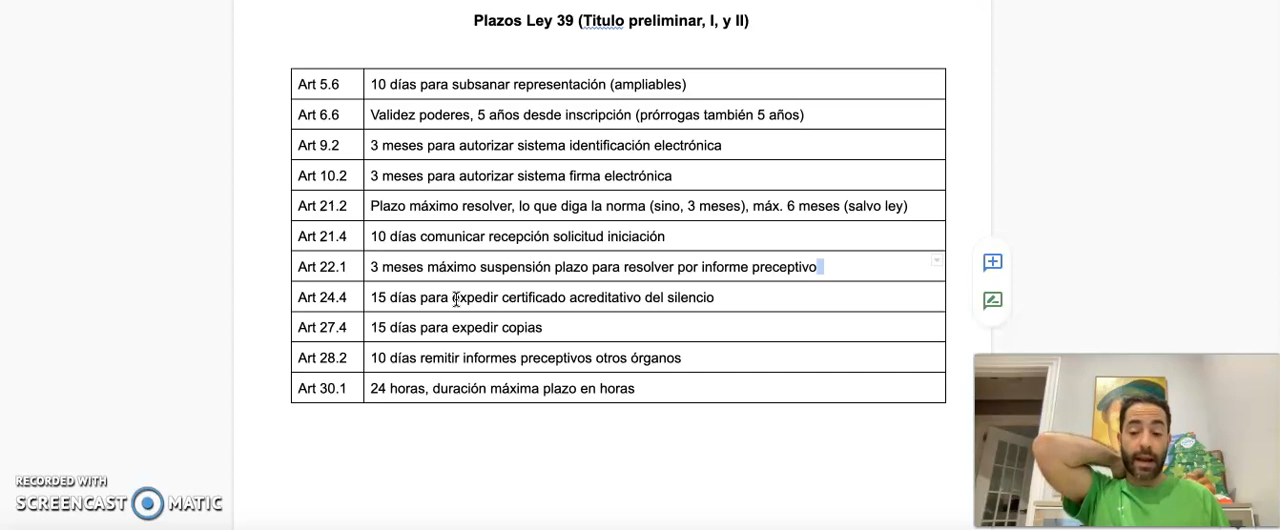 Plazos Ley 39 (Titulo preliminar, I, y II)
Art 5.6 10 días para subsanar representación (ampliables)
Art 6.6 Validez poderes, 5 años desde inscripción (prórrogas también 5 años)
Art 9.2 3 meses para autorizar sistema identificación electrónica
Art 10.2 3 meses para autorizar sistema firma electrónica
Art 21.2 Plazo máximo resolver, lo que diga la norma (sino, 3 meses), máx. 6 meses (salvo ley)
Art 21.4 10 días comunicar recepción solicitud iniciación
Art 22.1 3 meses máximo suspensión plazo para resolver por informe preceptivo
Art 24.4 15 días para expedir certificado acreditativo del silencio
Art 27.4 15 días para expedir copias
Art 28.2 10 días remitir informes preceptivos otros órganos
Art 30.1 24 horas, duración máxima plazo en horas
RECORDED WITH
SCREENCAST MATIC